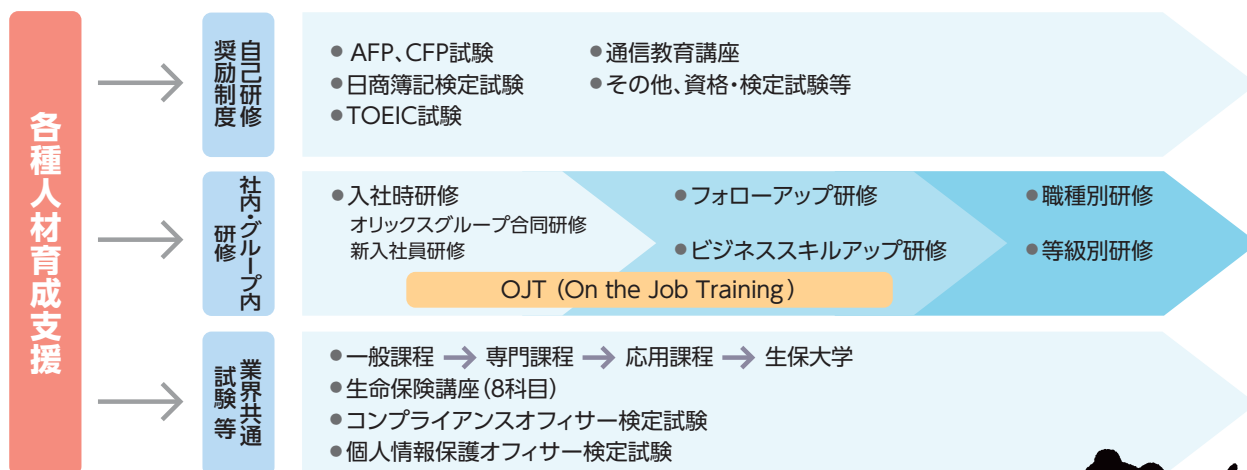 各種人材育成支援
自己研修
奨励制度
● AFP、CFP試験
●日商簿記検定試験
●TOEIC試験
●通信教育講座
●その他、資格・検定試験等
社内・グループ内
研修
●入社時研修
オリックスグループ合同研修
新入社員研修
●フォローアップ研修
●ビジネススキルアップ研修
●職種別研修
●等級別研修
OJT（On the Job Training）
業界共通
試験 等
●一般課程 → 専門課程 → 応用課程 → 生保大学
●生命保険講座（8科目）
●コンプライアンスオフィサー検定試験
●個人情報保護オフィサー検定試験